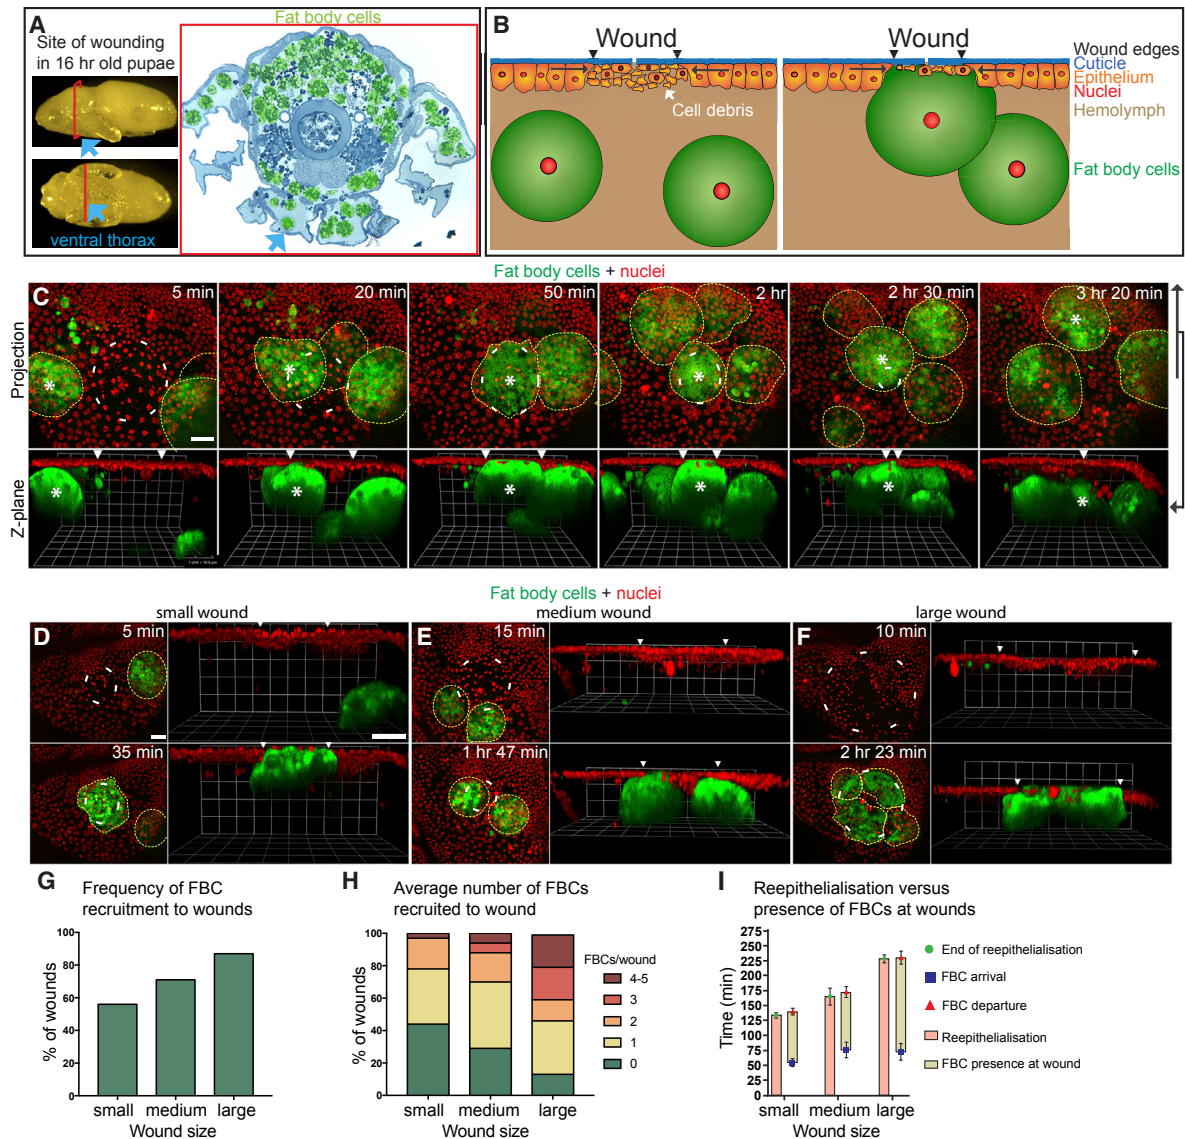 A
Fat body cells
Site of wounding
in 16 hr old pupae
ventral thorax
B
Wound
Wound
Cell debris
Wound edges
Cuticle
Epithelium
Nuclei
Hemolymph
Fat body cells
Fat body cells + nuclei
C
5 min
20 min
50 min
2 hr
2 hr 30 min
3 hr 20 min
Projection
*
*
*
*
*
*
Z-plane
*
*
*
*
*
*
Fat body cells + nuclei
small wound
medium wound
large wound
D
5 min
E
15 min
F
10 min
35 min
1 hr 47 min
2 hr 23 min
G
Frequency of FBC
recruitment to wounds
% of wounds
100
80
60
40
20
0
small medium large
Wound size
H
Average number of FBCs
recruited to wound
% of wounds
100
80
60
40
20
0
small medium large
Wound size
FBCs/wound
4-5
3
2
1
0
I
Reepithelialisation versus
presence of FBCs at wounds
Time (min)
275
250
225
200
175
150
125
100
75
50
25
0
small medium large
Wound size
End of reepithelialisation
FBC arrival
FBC departure
Reepithelialisation
FBC presence at wound